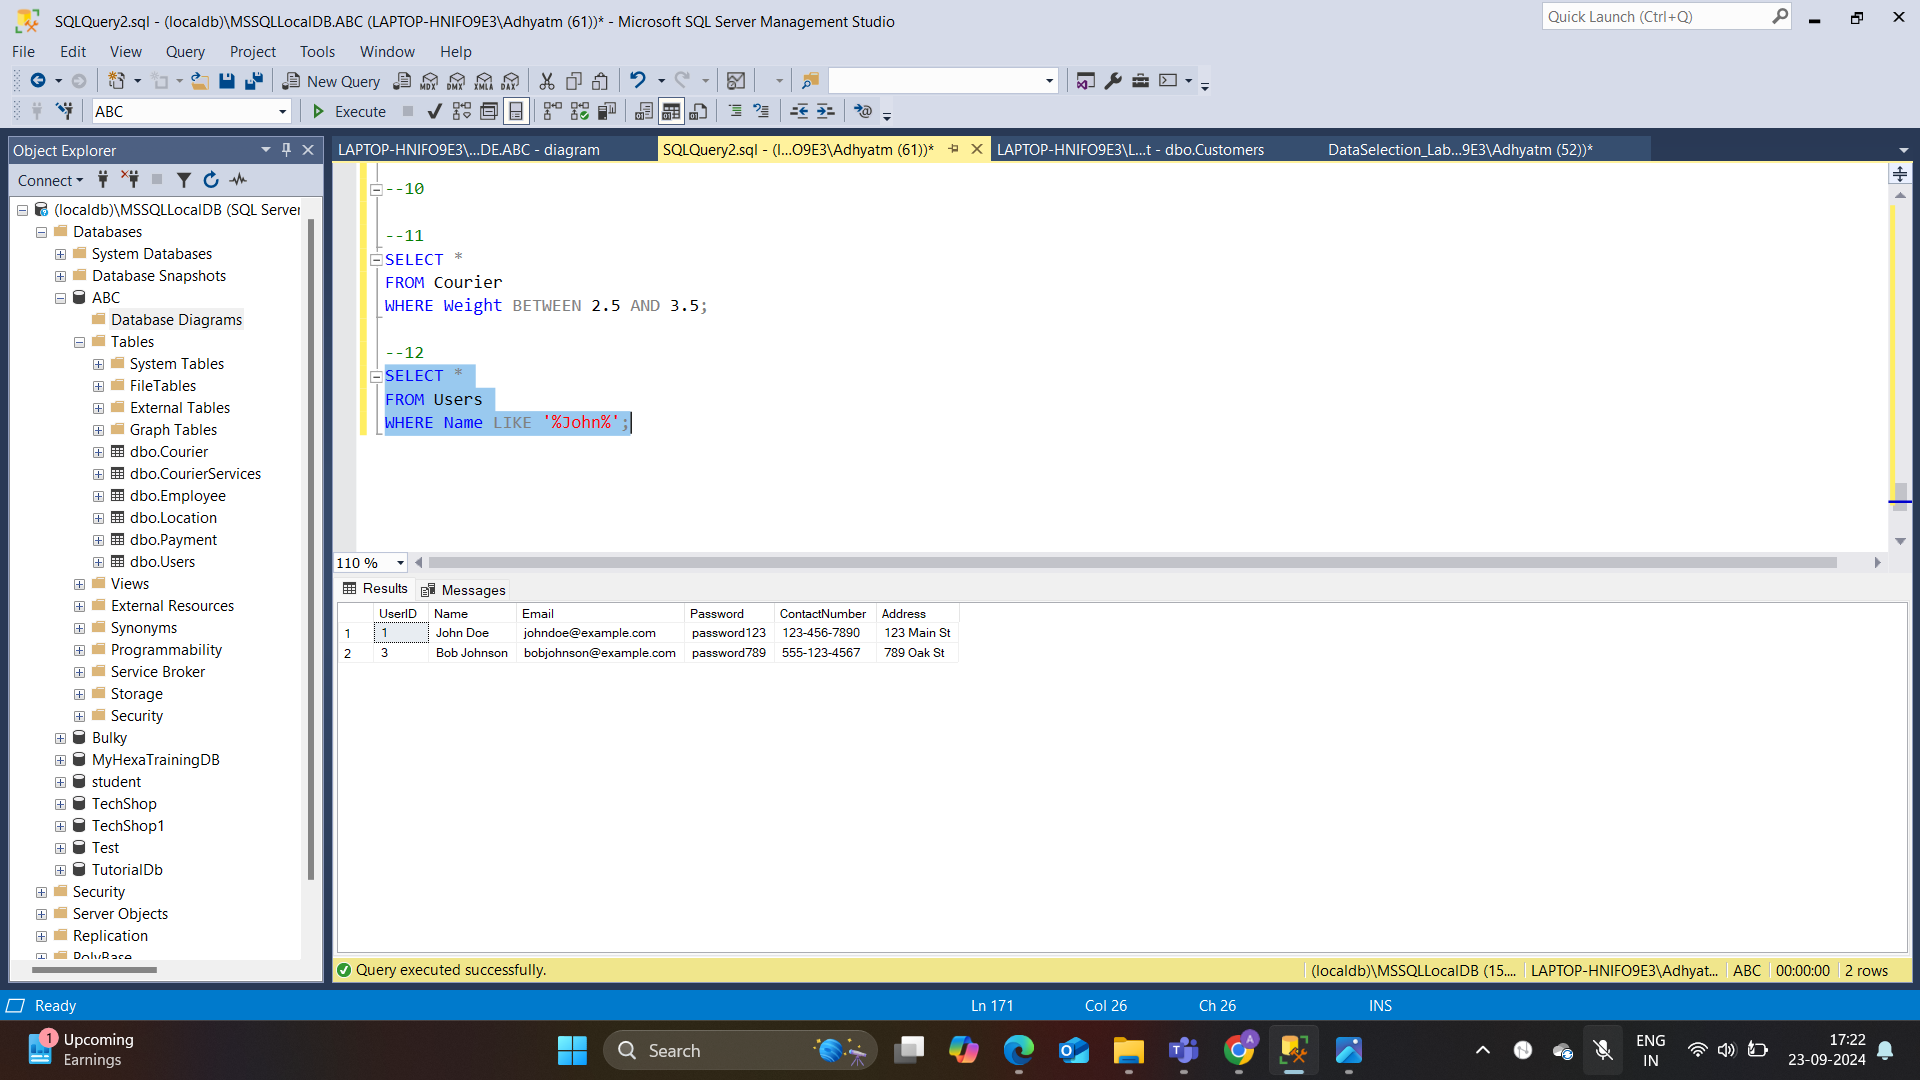 SQLQuery2.sql - (localdb)\MSSQLLocalDB.ABC (LAPTOP-HNIFO9E3\Adhyatm (61))* - Microsoft SQL Server Management Studio
Quick Launch (Ctrl+Q)
File Edit View Query Project Tools Window Help
New Query MDX DMX XMLA DAX
ABC Execute
Object Explorer
LAPTOP-HNIFO9E3\...DE.ABC - diagram
SQLQuery2.sql - (l...O9E3\Adhyatm (61))*
LAPTOP-HNIFO9E3\L...t - dbo.Customers
DataSelection_Lab...9E3\Adhyatm (52))*
Connect
(localdb)\MSSQLLocalDB (SQL Server
Databases
System Databases
Database Snapshots
ABC
Database Diagrams
Tables
System Tables
FileTables
External Tables
Graph Tables
dbo.Courier
dbo.CourierServices
dbo.Employee
dbo.Location
dbo.Payment
dbo.Users
Views
External Resources
Synonyms
Programmability
Service Broker
Storage
Security
Bulky
MyHexaTrainingDB
student
TechShop
TechShop1
Test
TutorialDb
Security
Server Objects
Replication
PolyBase
--10
--11
SELECT *
FROM Courier
WHERE Weight BETWEEN 2.5 AND 3.5;
--12
SELECT *
FROM Users
WHERE Name LIKE '%John%';
110 %
Results Messages
UserID Name Email Password ContactNumber Address
1 1 John Doe johndoe@example.com password123 123-456-7890 123 Main St
2 3 Bob Johnson bobjohnson@example.com password789 555-123-4567 789 Oak St
Query executed successfully.
(localdb)\MSSQLLocalDB (15.... LAPTOP-HNIFO9E3\Adhyat... ABC 00:00:00 2 rows
Ready Ln 171 Col 26 Ch 26 INS
1
Upcoming
Earnings
Search
A
ENG
IN
17:22
23-09-2024